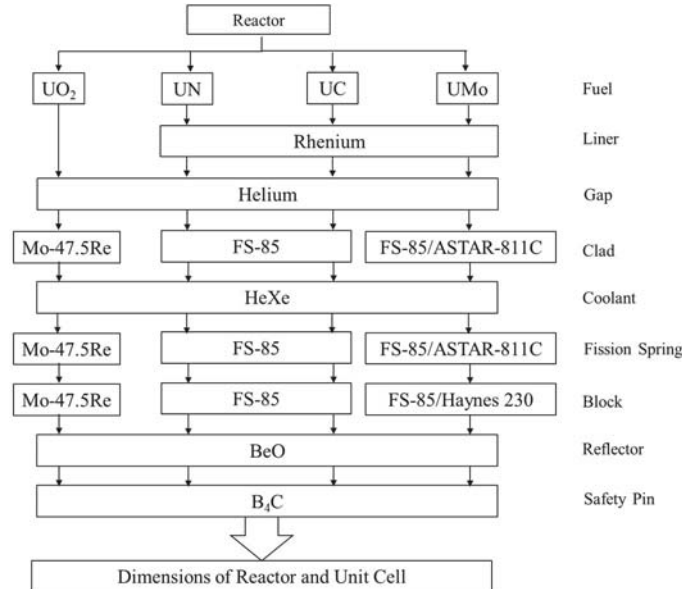 Reactor
UO₂ UN UC UMo Fuel
Rhenium Liner
Helium Gap
Mo-47.5Re FS-85 FS-85/ASTAR-811C Clad
HeXe Coolant
Mo-47.5Re FS-85 FS-85/ASTAR-811C Fission Spring
Mo-47.5Re FS-85 FS-85/Haynes 230 Block
BeO Reflector
B₄C Safety Pin
Dimensions of Reactor and Unit Cell